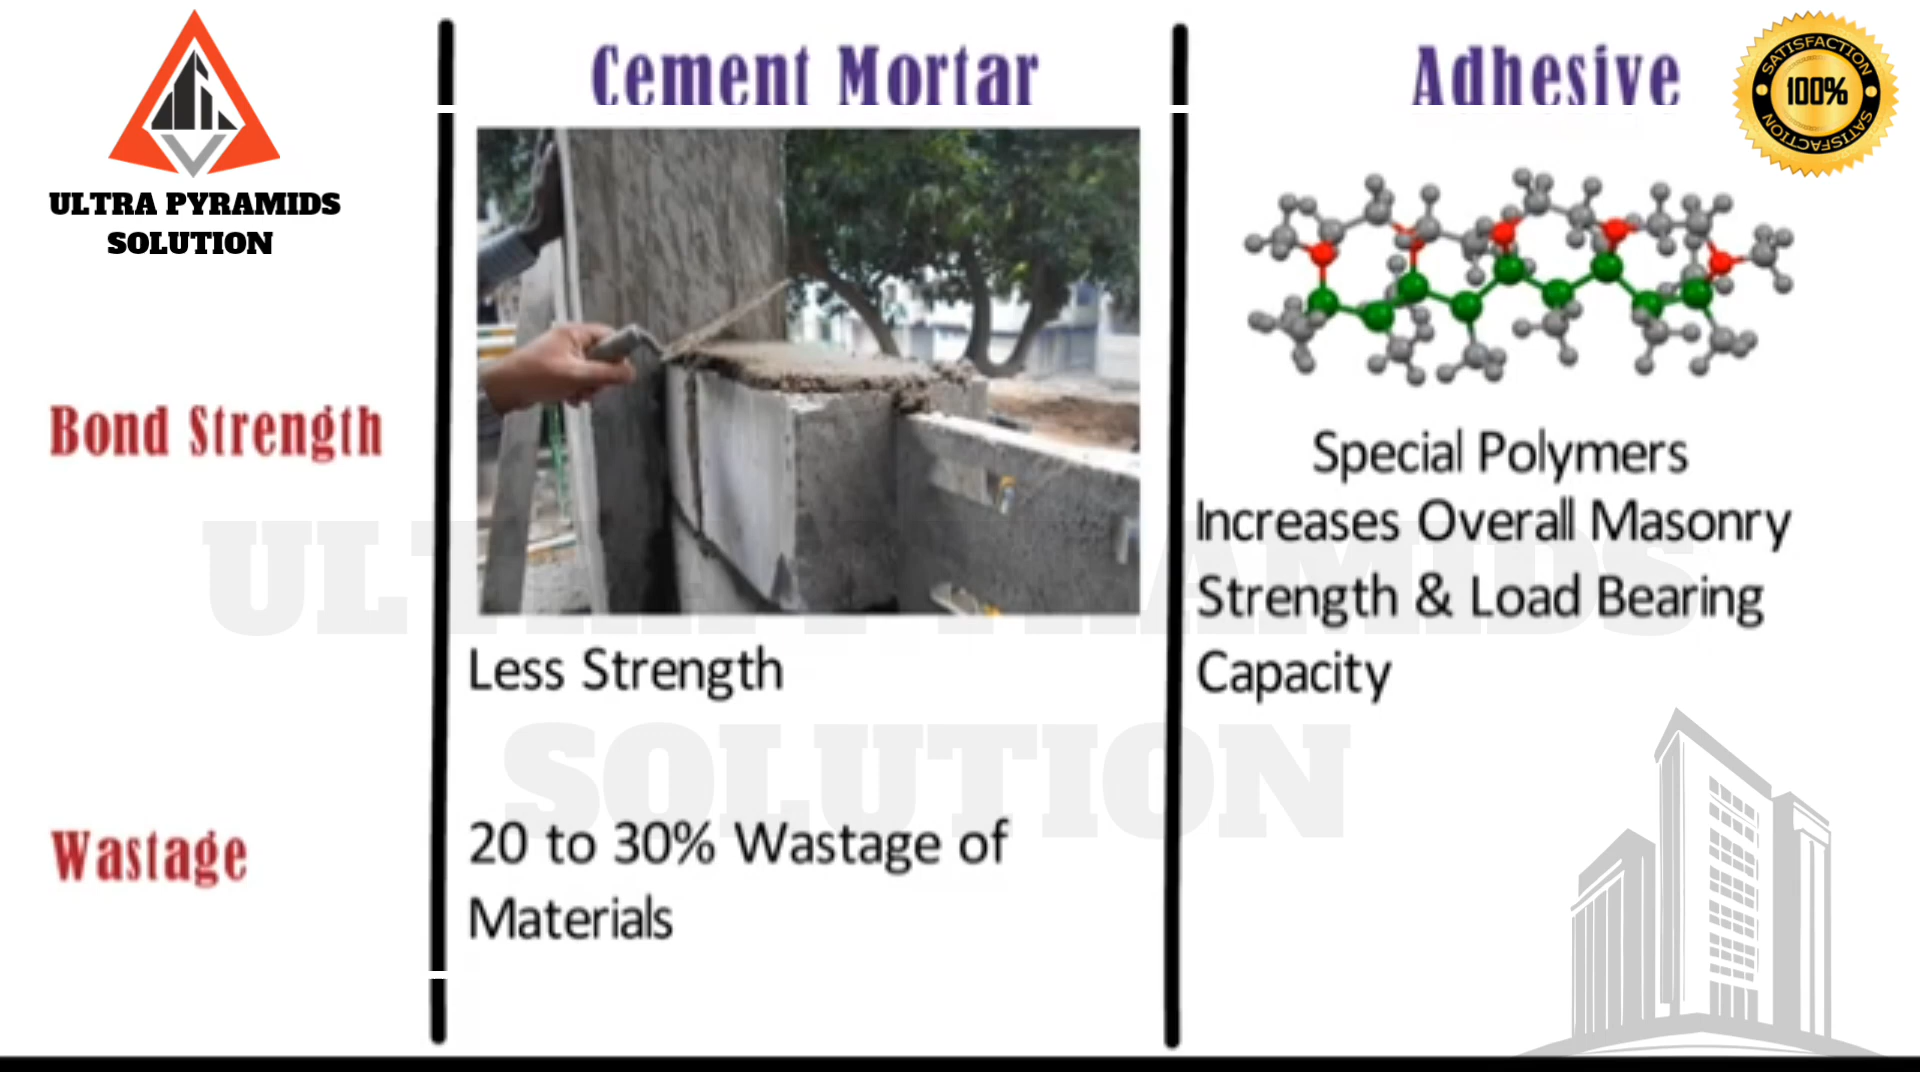 ULTRA PYRAMIDS
SOLUTION
Cement Mortar
Adhesive
SATISFACTION
100%
SATISFACTION
Bond Strength
Less Strength
Special Polymers
Increases Overall Masonry
Strength & Load Bearing
Capacity
Wastage
20 to 30% Wastage of
Materials
ULTRA PYRAMIDS
SOLUTION